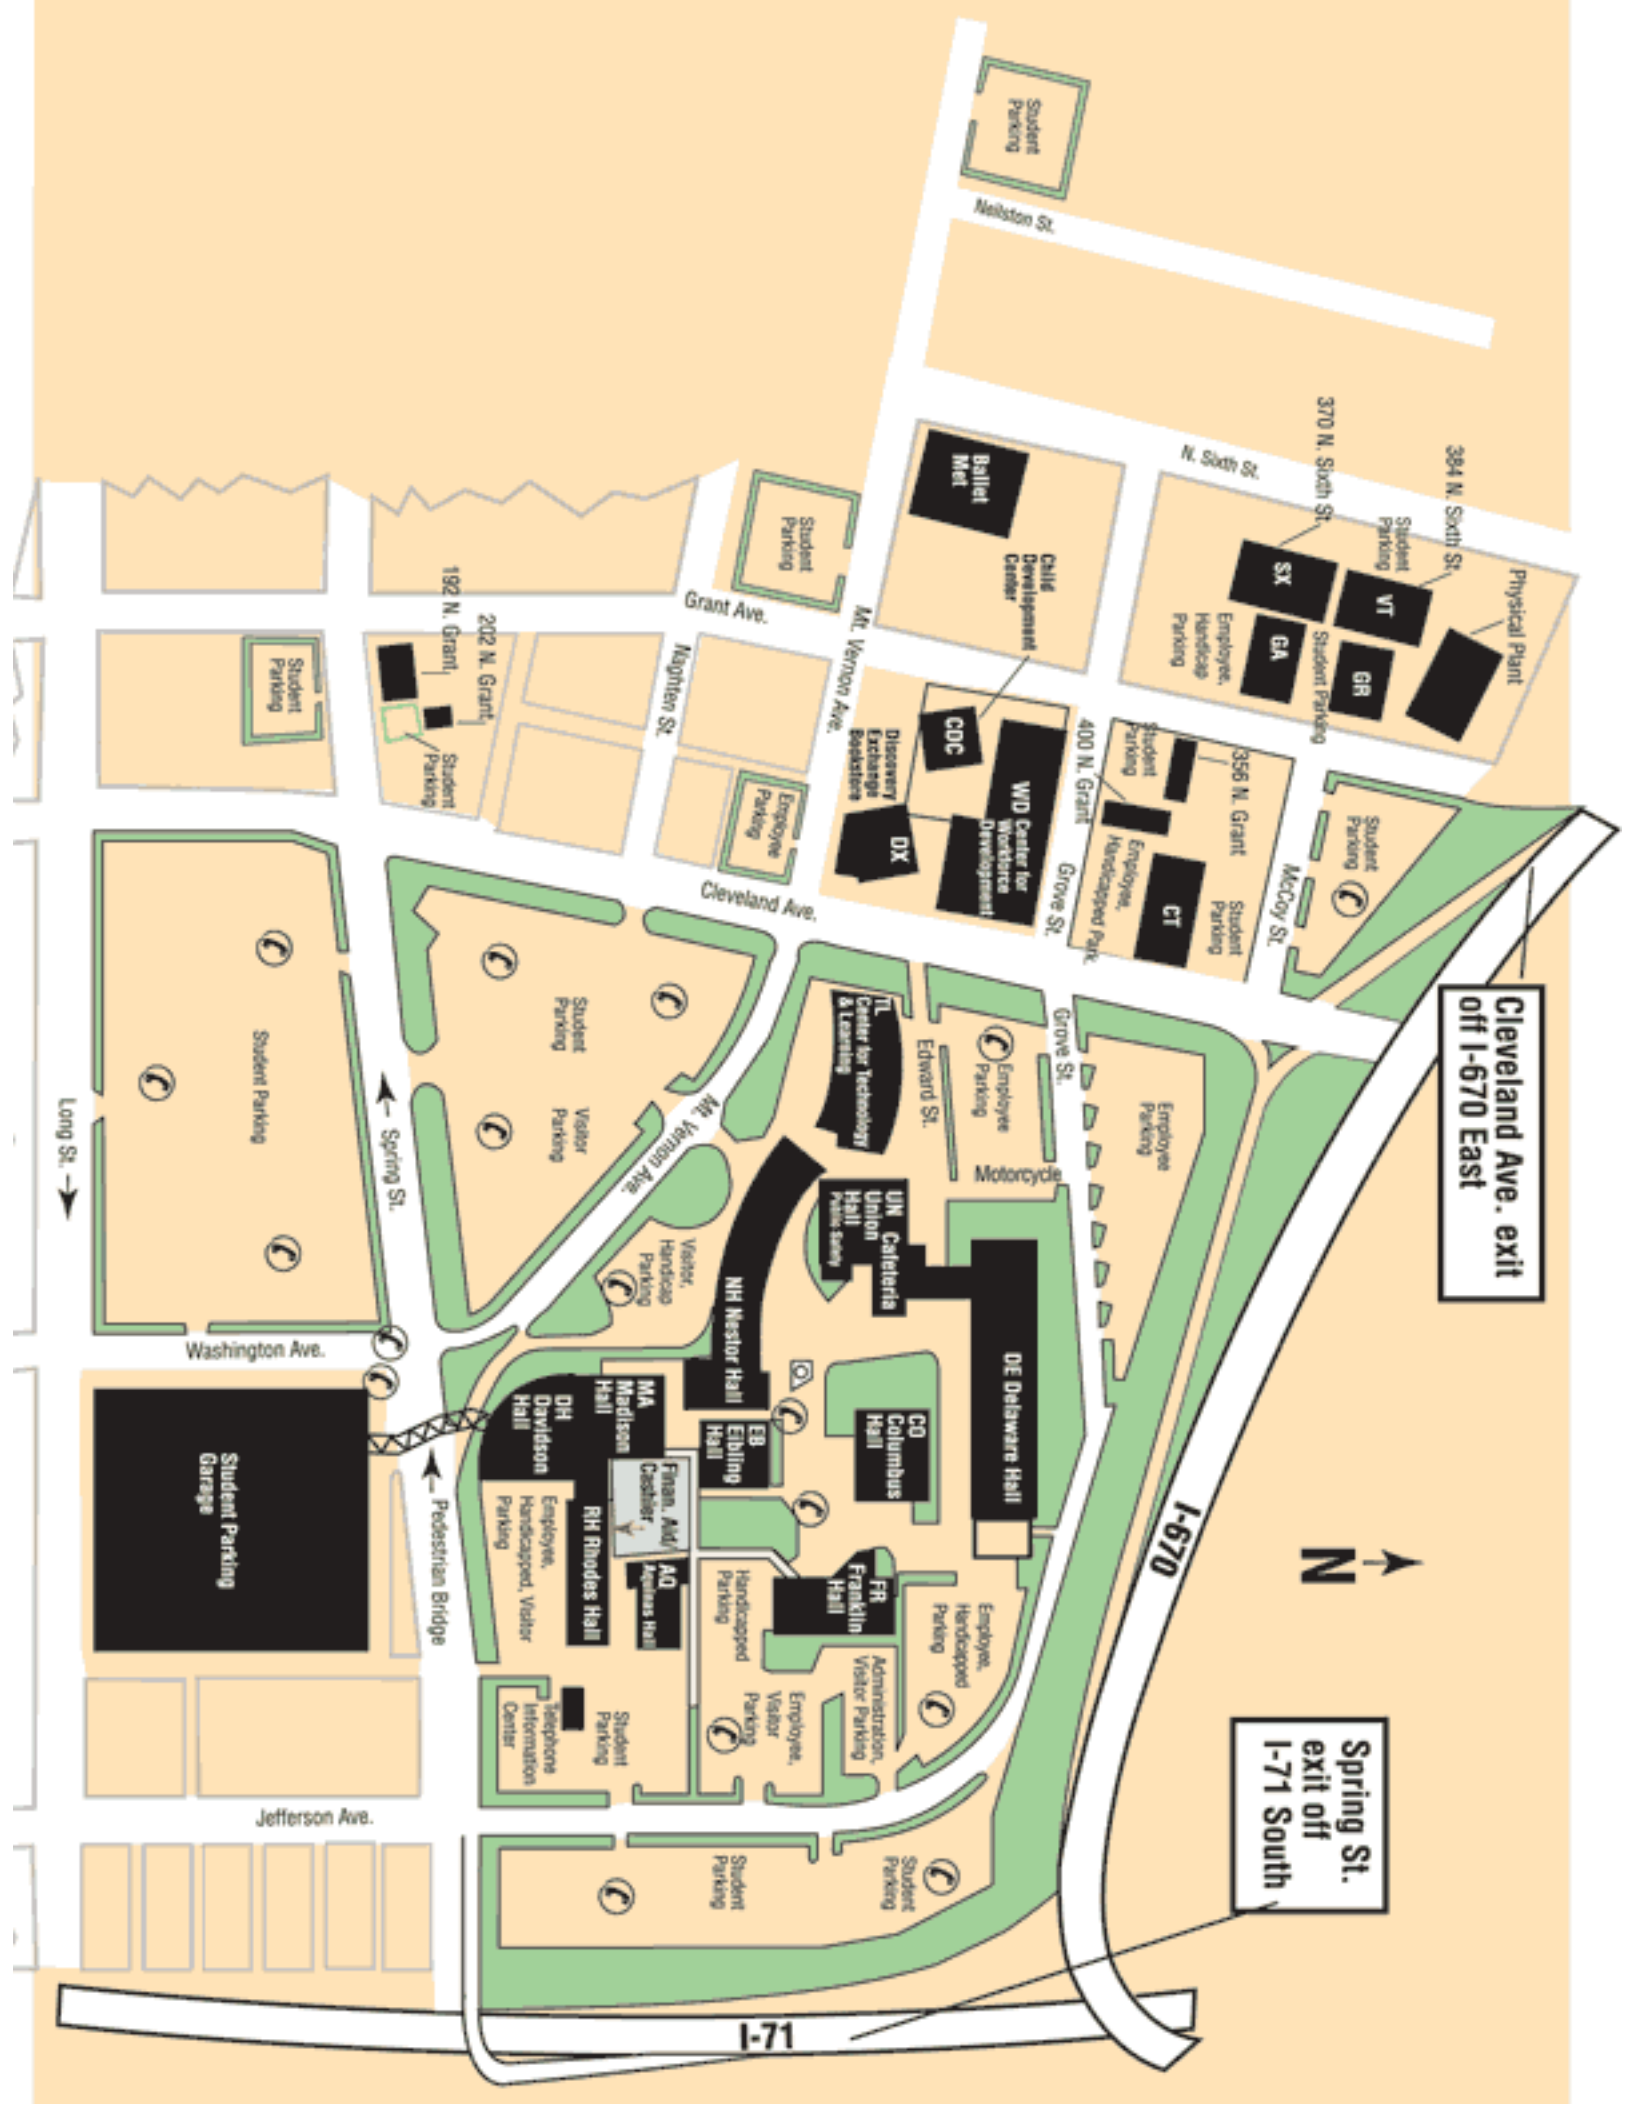 Student
Parking
Neilston St.
N. Sixth St.
370 N. Sixth St.
384 N. Sixth St.
Student
Parking
Physical Plant
Ballet
Met
Child
Development
Center
SX
VT
GA
GR
Employee,
Handicap
Parking
Student Parking
Student
Parking
Grant Ave.
Mt. Vernon Ave.
Naghten St.
192 N. Grant
202 N. Grant
Student
Parking
Student
Parking
CDC
Discovery
Exchange
Bookstore
DX
WD Center for
Workforce
Development
Student
Parking
400 N. Grant
356 N. Grant
Employee,
Handicapped Park.
CT
Student
Parking
Grove St.
McCoy St.
Student
Parking
Employee
Parking
Cleveland Ave.
Cleveland Ave. exit
off I-670 East
TL
Center for Technology
& Learning
Edward St.
Employee
Parking
Grove St.
Employee
Parking
Motorcycle
Student
Parking
Visitor
Parking
Mt. Vernon Ave.
Student Parking
Spring St.
Long St.
Washington Ave.
Visitor,
Handicap
Parking
UN
Union
Hall
Public Safety
Cafeteria
NH Nestor Hall
DE Delaware Hall
CO
Columbus
Hall
EB
Eibling
Hall
MA
Madison
Hall
DH
Davidson
Hall
Finan. Aid/
Cashier
RH Rhodes Hall
AQ
Aquinas Hall
FR
Franklin
Hall
Student Parking
Garage
Pedestrian Bridge
Employee,
Handicapped, Visitor
Parking
Handicapped
Parking
Employee,
Handicapped
Parking
Administration,
Visitor Parking
Employee,
Visitor
Parking
Student
Parking
Telephone
Information
Center
Jefferson Ave.
Student
Parking
Student
Parking
I-670
N
Spring St.
exit off
I-71 South
I-71